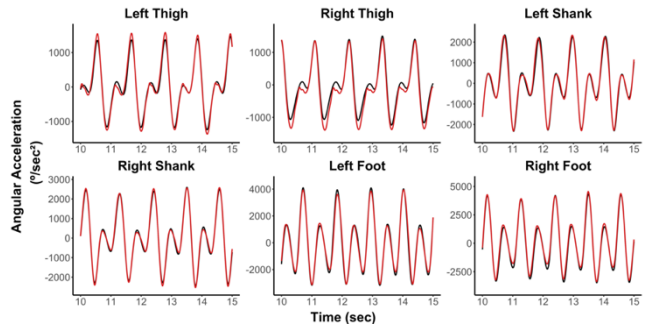 Left Thigh
Right Thigh
Left Shank
1000
0
-1000
10 11 12 13 14 15
1000
0
-1000
10 11 12 13 14 15
2000
1000
0
-1000
-2000
10 11 12 13 14 15
Angular Acceleration
(°/sec²)
Right Shank
Left Foot
Right Foot
3000
2000
1000
0
-1000
-2000
10 11 12 13 14 15
4000
2000
0
-2000
10 11 12 13 14 15
5000
2500
0
-2500
10 11 12 13 14 15
Time (sec)